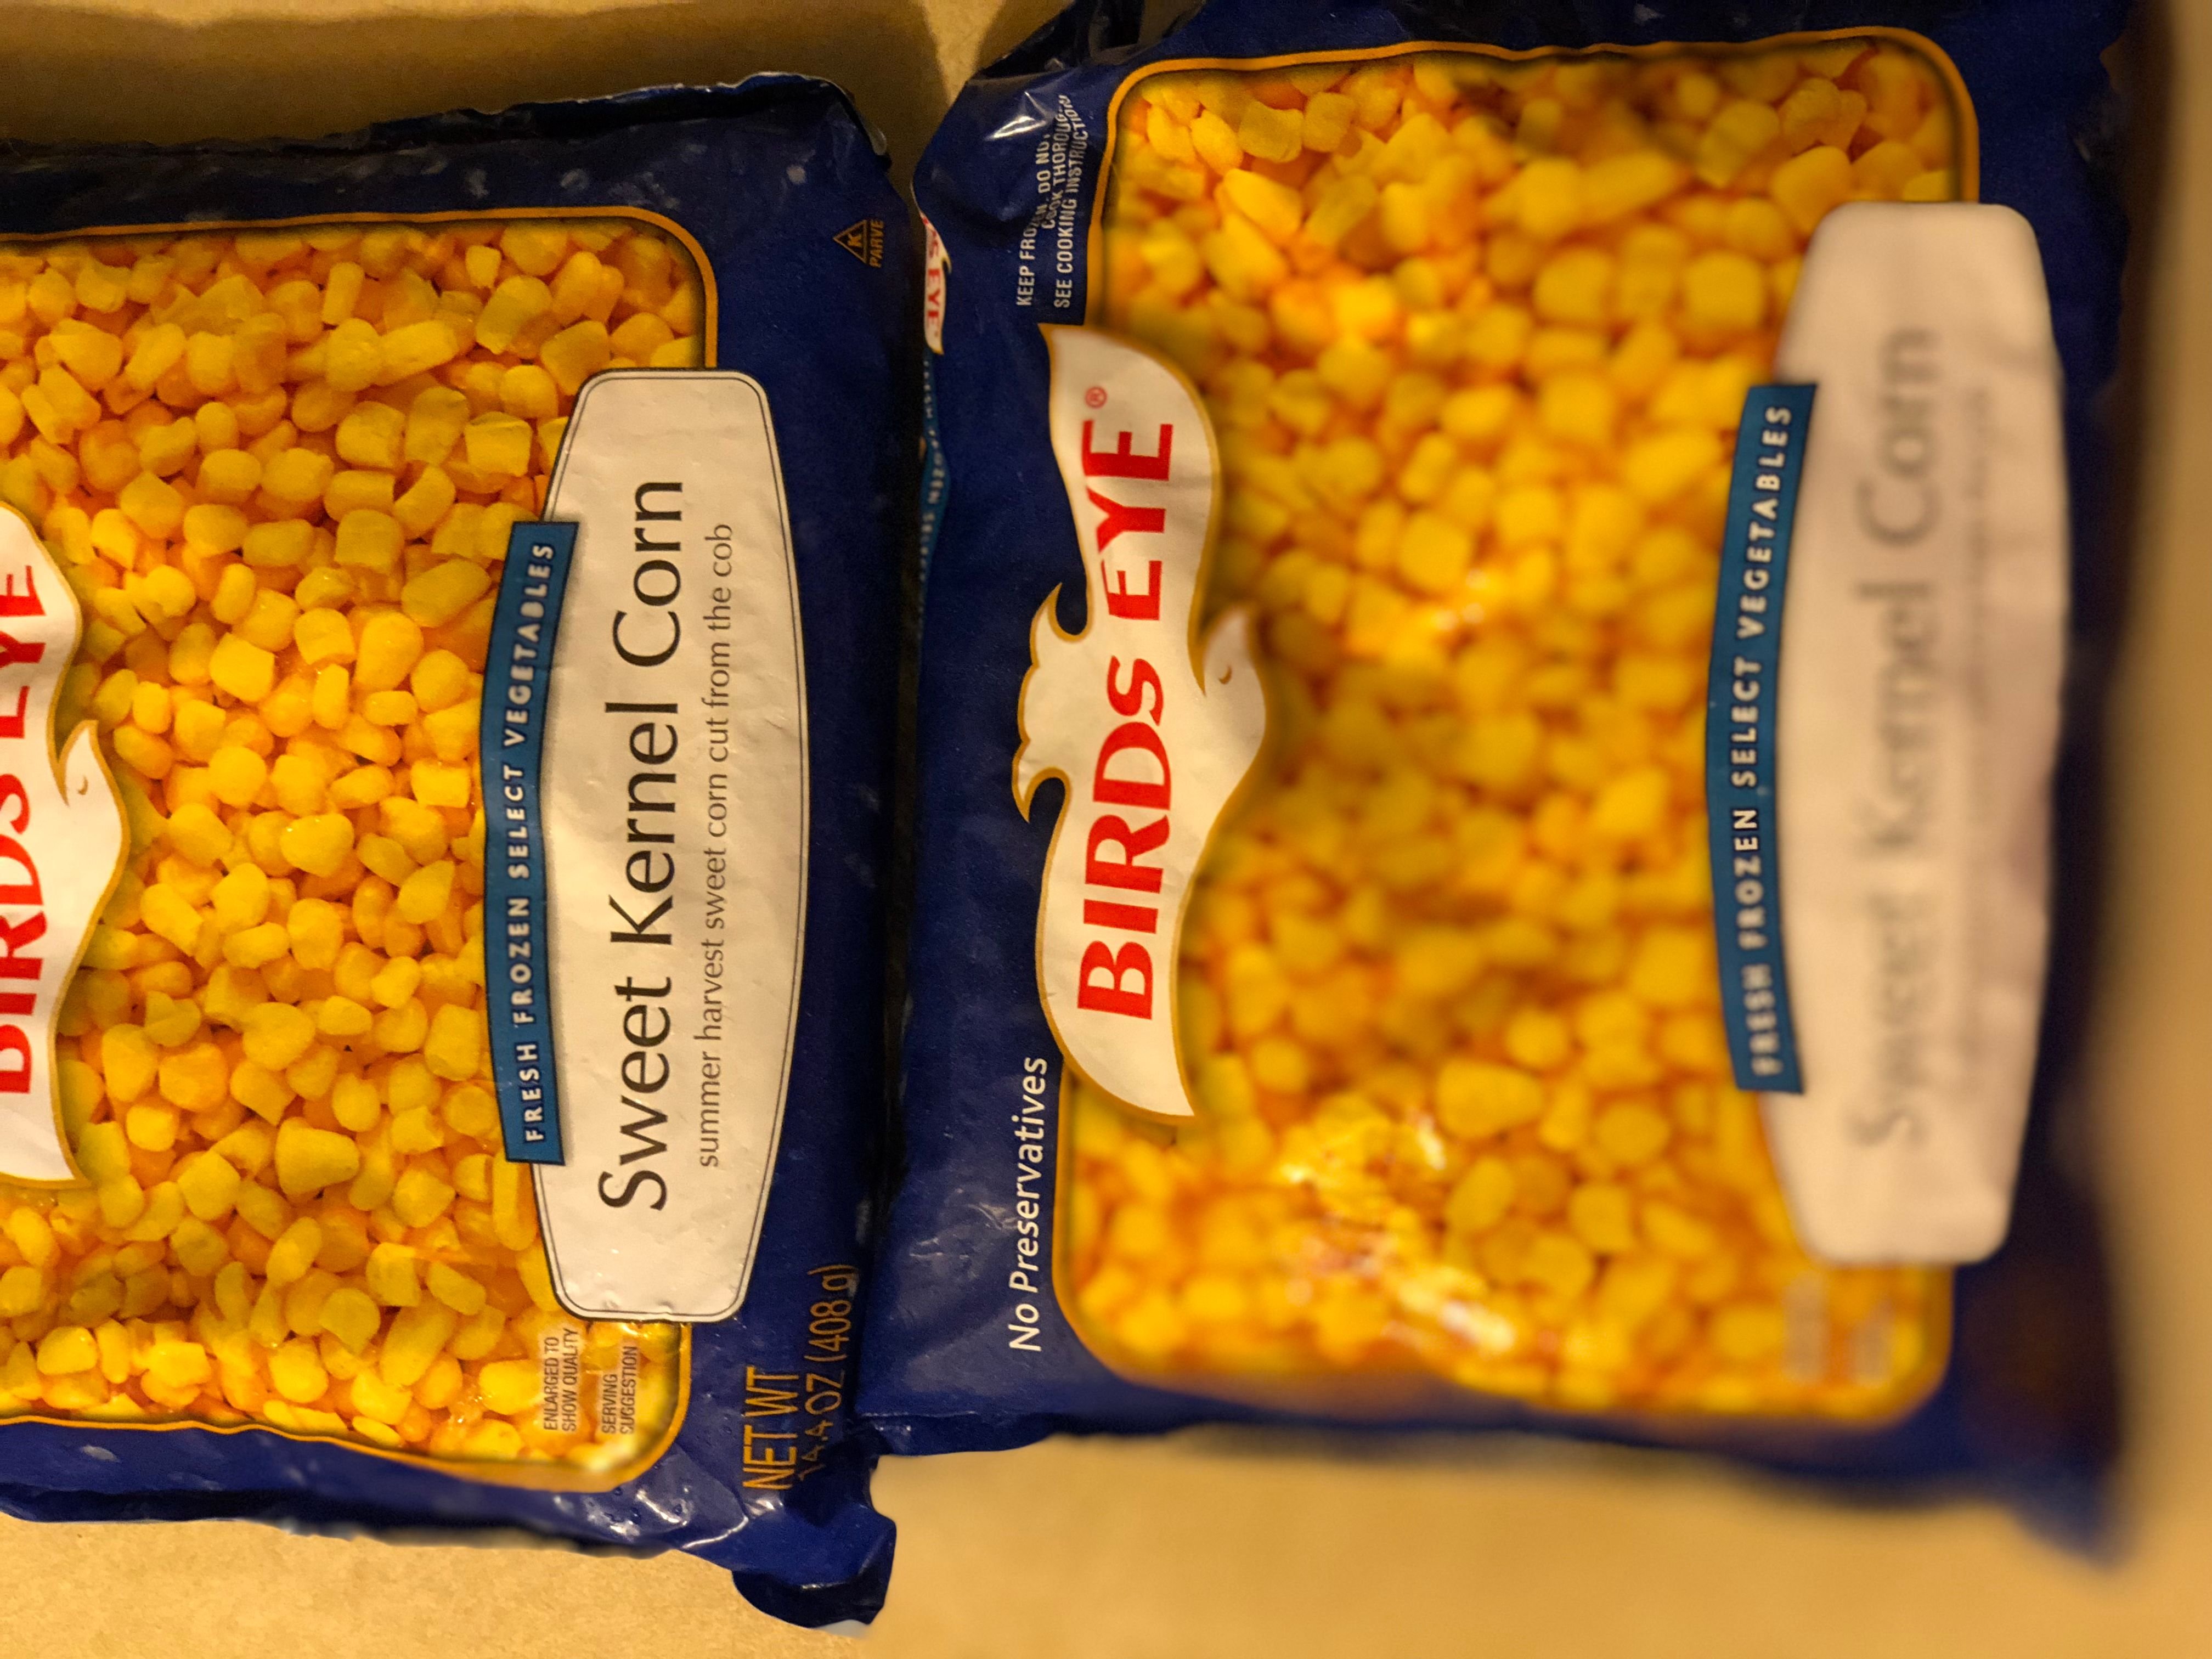 BIRDS EYE
FRESH FROZEN SELECT VEGETABLES
Sweet Kernel Corn
summer harvest sweet corn cut from the cob
K
PARVE
ENLARGED TO
SHOW QUALITY
SERVING
SUGGESTION
NET WT
14.4 OZ (408 g)
KEEP FROZEN. DO NOT
COOK THOROUGHLY
SEE COOKING INSTRUCTION
S EYE
No Preservatives
BIRDS EYE®
FRESH FROZEN SELECT VEGETABLES
Sweet Kernel Corn